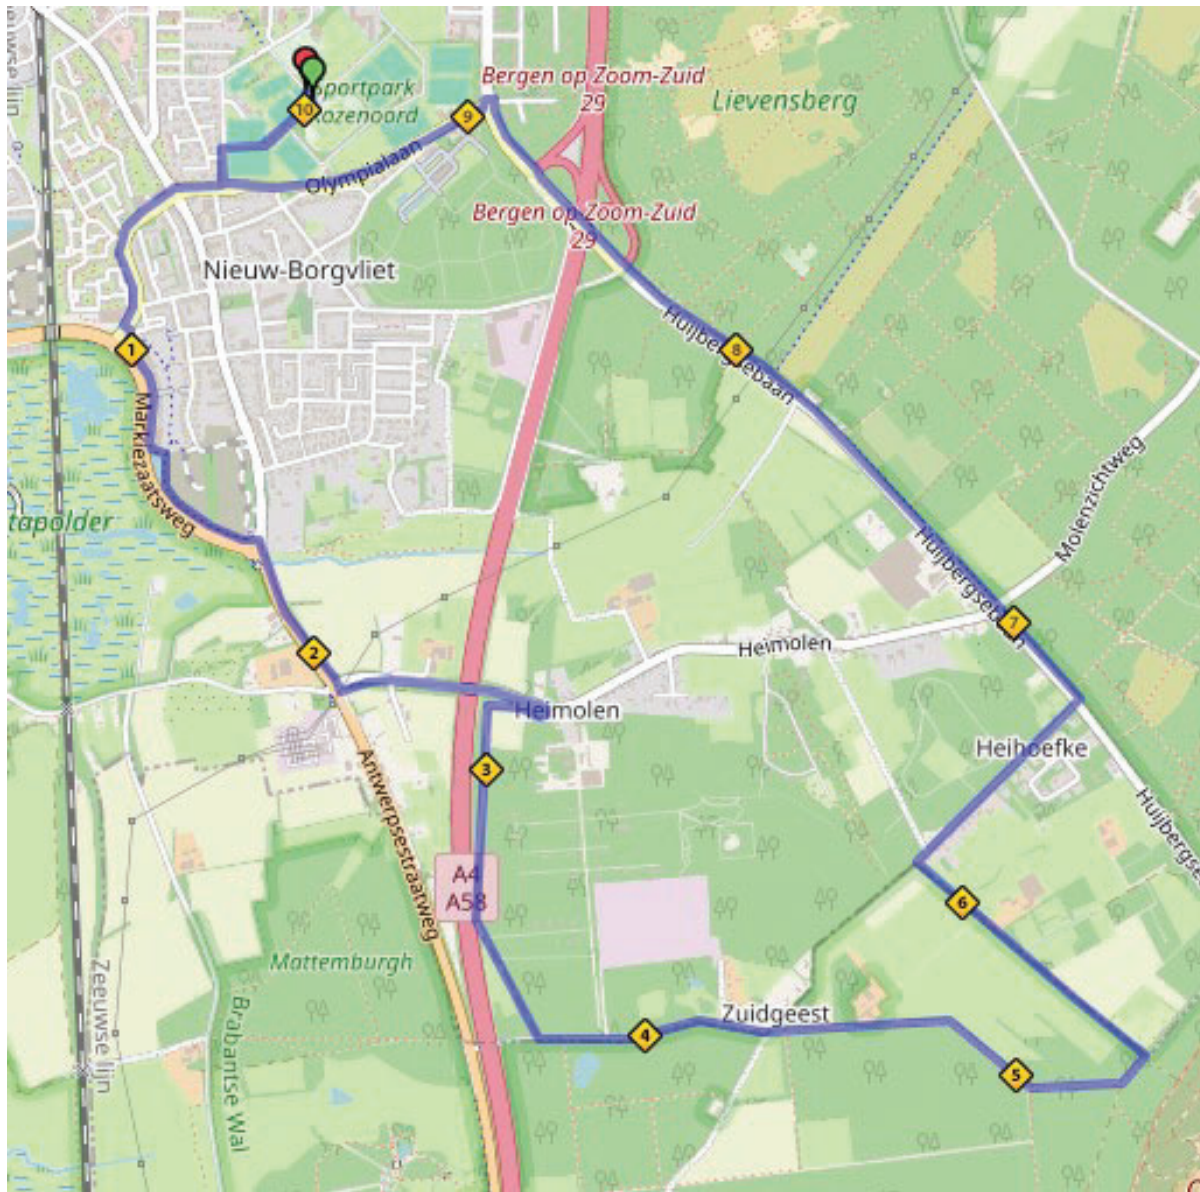 Bergen op Zoom-Zuid
29
Lievensberg
Sportpark
Rozenoord
10
9
Olympialaan
Bergen op Zoom-Zuid
29
Nieuw-Borgvliet
Huijbergsebaan
8
1
Markiezaatsweg
Molenzichtweg
tapolder
Huijbergsebaan
7
2
Heimolen
Heimolen
Heihoefke
3
Antwerpsestraatweg
Huijbergse
A4
A58
6
Mattemburgh
Zeeuwse lijn
Brabantse Wal
Zuidgeest
4
5